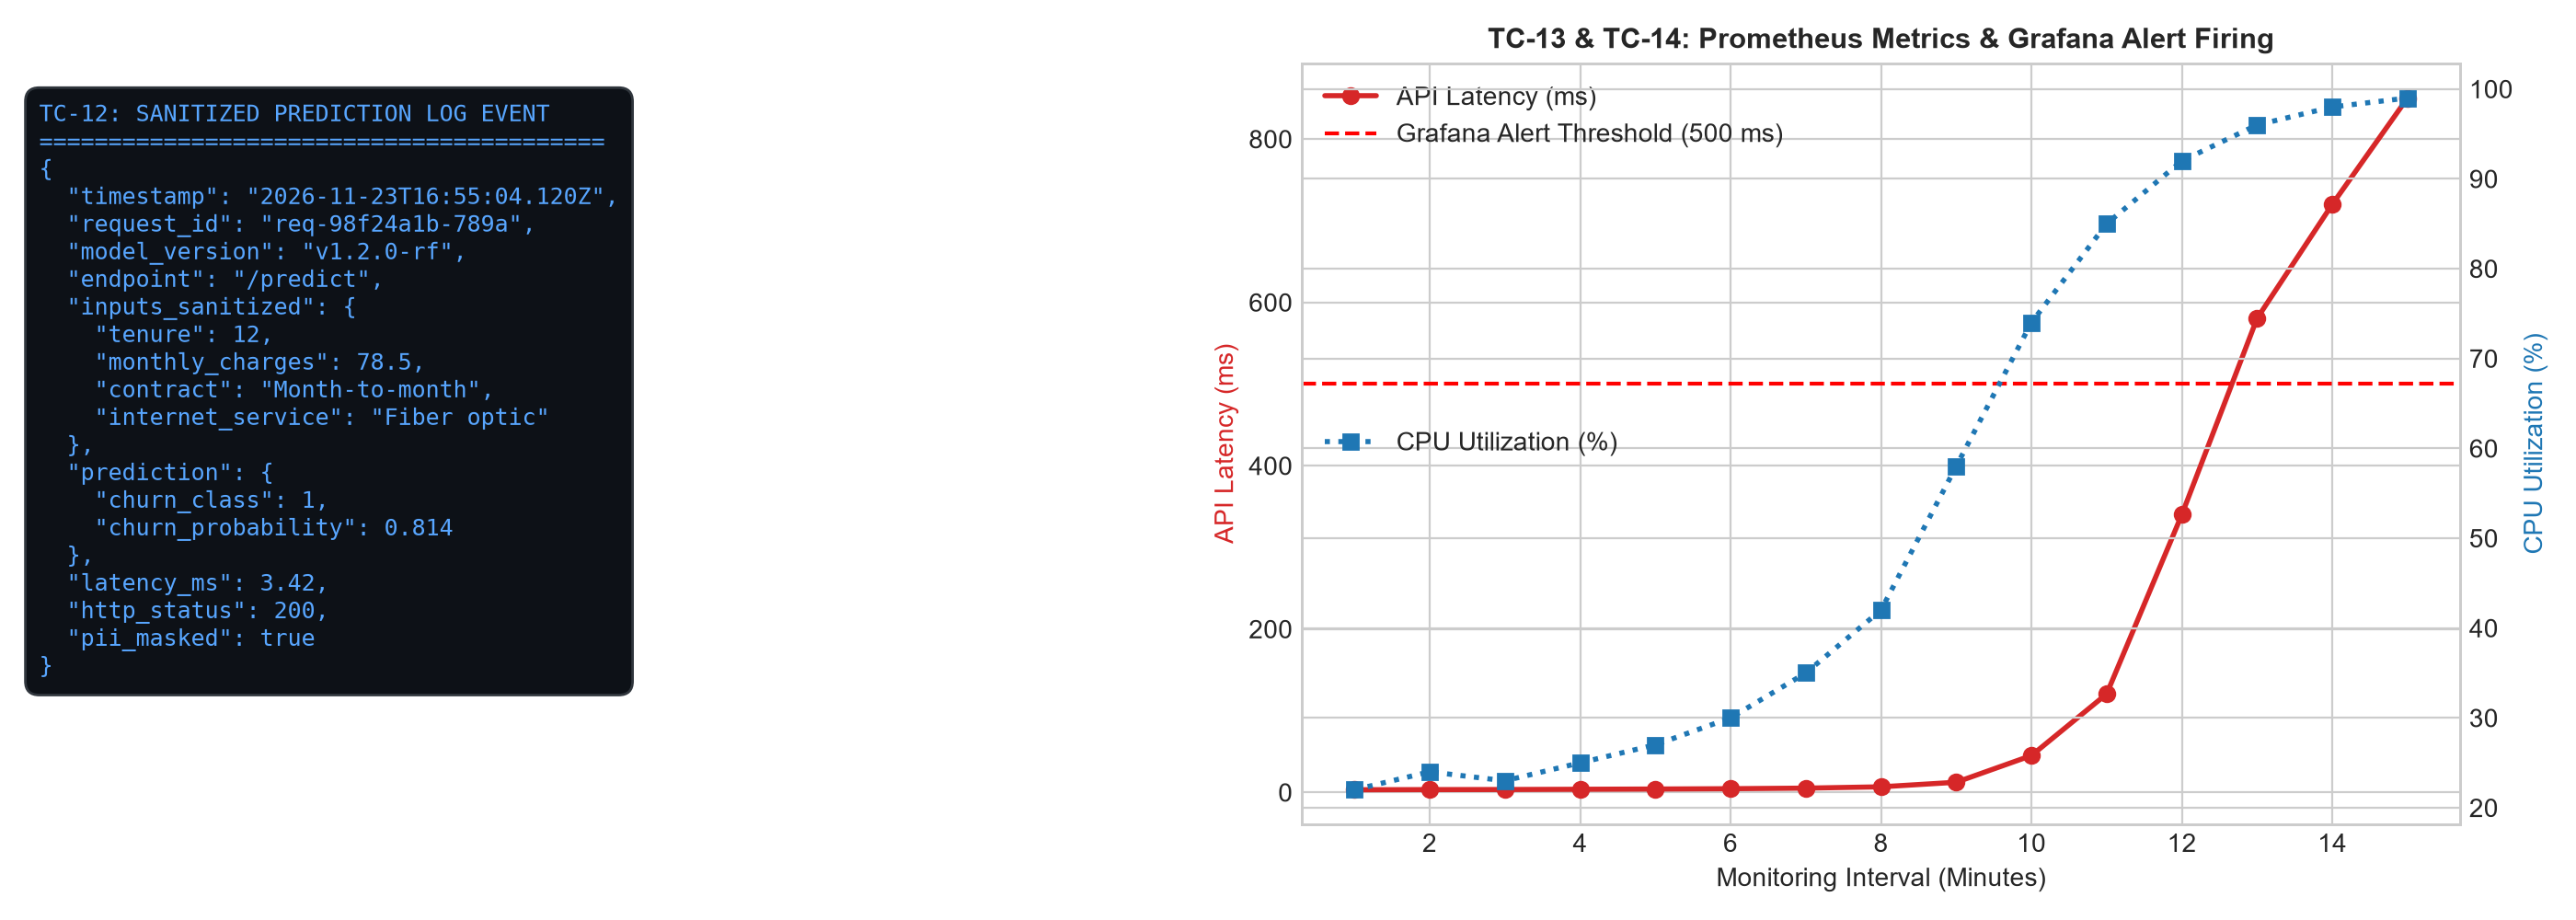 TC-12: SANITIZED PREDICTION LOG EVENT
=========================================
{
  "timestamp": "2026-11-23T16:55:04.120Z",
  "request_id": "req-98f24a1b-789a",
  "model_version": "v1.2.0-rf",
  "endpoint": "/predict",
  "inputs_sanitized": {
    "tenure": 12,
    "monthly_charges": 78.5,
    "contract": "Month-to-month",
    "internet_service": "Fiber optic"
  },
  "prediction": {
    "churn_class": 1,
    "churn_probability": 0.814
  },
  "latency_ms": 3.42,
  "http_status": 200,
  "pii_masked": true
}
TC-13 & TC-14: Prometheus Metrics & Grafana Alert Firing
API Latency (ms)
Grafana Alert Threshold (500 ms)
CPU Utilization (%)
API Latency (ms)
800
600
400
200
0
100
90
80
70
60
50
40
30
20
CPU Utilization (%)
2 4 6 8 10 12 14
Monitoring Interval (Minutes)